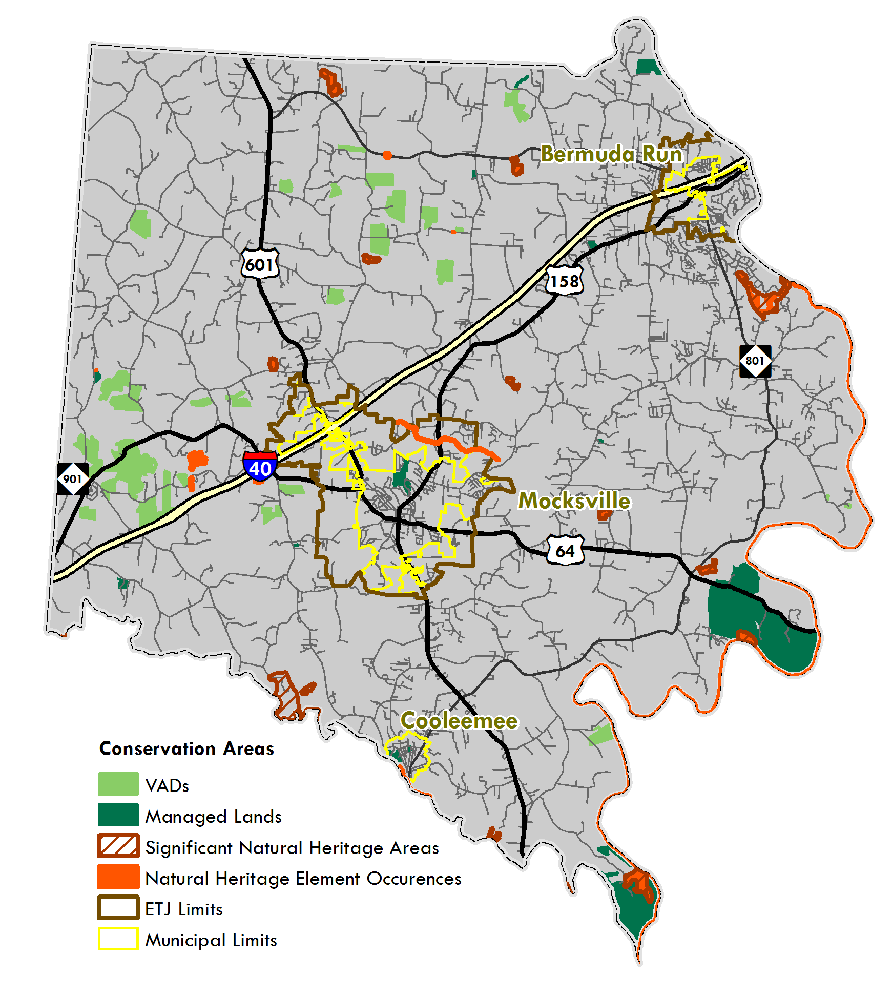 Bermuda Run
601
158
801
40
901
Mocksville
64
Cooleemee
Conservation Areas
VADs
Managed Lands
Significant Natural Heritage Areas
Natural Heritage Element Occurences
ETJ Limits
Municipal Limits